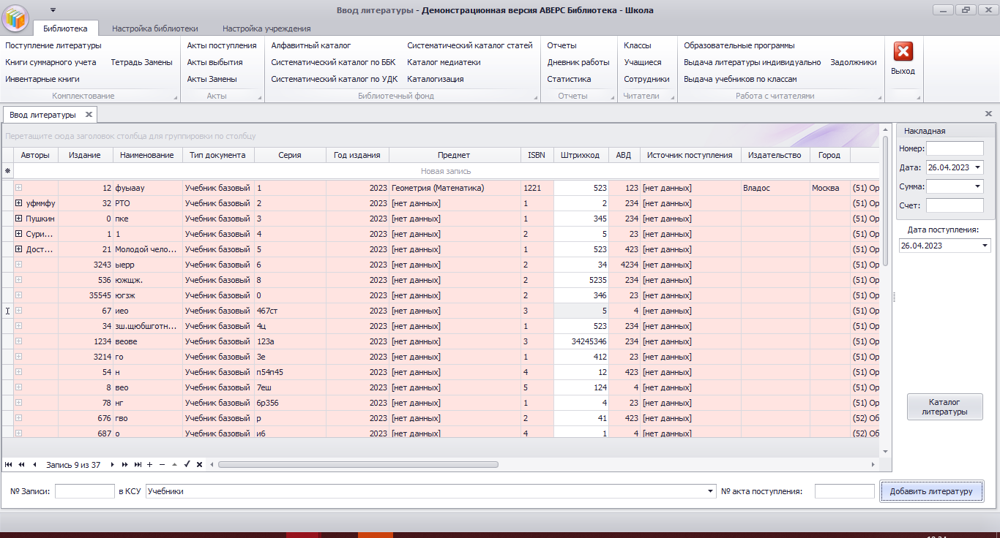 Ввод литературы - Демонстрационная версия АВЕРС Библиотека - Школа
Библиотека Настройка библиотеки Настройка учреждения
Поступление литературы Акты поступления Алфавитный каталог Систематический каталог статей Отчеты Классы Образовательные программы
Книги суммарного учета Тетрадь Замены Акты выбытия Систематический каталог по ББК Каталог медиатеки Дневник работы Учащиеся Выдача литературы индивидуально Задолжники
Выход
Инвентарные книги Акты Замены Систематический каталог по УДК Каталогизация Статистика Сотрудники Выдача учебников по классам
Комплектование Акты Библиотечный фонд Отчеты Читатели Работа с читателями
Ввод литературы
Перетащите сюда заголовок столбца для группировки по столбцу
Авторы Издание Наименование Тип документа Серия Год издания Предмет ISBN Штрихкод АВД Источник поступления Издательство Город
Новая запись
12 фуыаау Учебник базовый 1 2023 Геометрия (Математика) 1221 523 123 [нет данных] Владос Москва (51) Ор
уфммфу 32 РТО Учебник базовый 2 2023 [нет данных] 1 2 234 [нет данных] (51) Ор
Пушкин 0 пке Учебник базовый 3 2023 [нет данных] 1 345 234 [нет данных] (51) Ор
Сури... 1 1 Учебник базовый 4 2023 [нет данных] 2 5 23 [нет данных] (51) Ор
Дост... 21 Молодой чело... Учебник базовый 5 2023 [нет данных] 1 523 423 [нет данных] (51) Ор
3243 ыерр Учебник базовый 6 2023 [нет данных] 2 34 4234 [нет данных] (51) Ор
536 южщж. Учебник базовый 8 2023 [нет данных] 2 5235 234 [нет данных] (51) Ор
35545 югзж Учебник базовый 0 2023 [нет данных] 2 346 23 [нет данных] (51) Ор
67 иео Учебник базовый 467ст 2023 [нет данных] 3 5 4 [нет данных] (51) Ор
34 зш.щюбшготн... Учебник базовый 4ц 2023 [нет данных] 1 523 234 [нет данных] (51) Ор
1234 веове Учебник базовый 123а 2023 [нет данных] 3 34245346 234 [нет данных] (51) Ор
3214 го Учебник базовый 3е 2023 [нет данных] 1 412 23 [нет данных] (51) Ор
54 н Учебник базовый п54п45 2023 [нет данных] 4 12 423 [нет данных] (51) Ор
8 вео Учебник базовый 7еш 2023 [нет данных] 5 124 4 [нет данных] (51) Ор
78 нг Учебник базовый 6р356 2023 [нет данных] 1 4 23 [нет данных] (51) Ор
676 гво Учебник базовый р 2023 [нет данных] 2 41 423 [нет данных] (52) Об
687 о Учебник базовый и6 2023 [нет данных] 4 1 4 [нет данных] (52) Об
Запись 9 из 37
Накладная
Номер:
Дата: 26.04.2023
Сумма:
Счет:
Дата поступления:
26.04.2023
Каталог
литературы
№ Записи: в КСУ Учебники № акта поступления: Добавить литературу